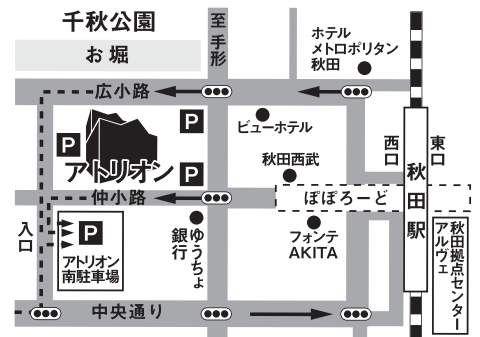 千秋公園
お堀
至手形
ホテル
メトロポリタン
秋田
広小路
P
P
ビューホテル
西口
東口
アトリオン
P
秋田西武
秋田駅
仲小路
ぽぽろーど
入口
P
アトリオン
南駐車場
ゆうちょ
銀行
フォンテ
AKITA
秋田拠点センター
アルヴェ
中央通り